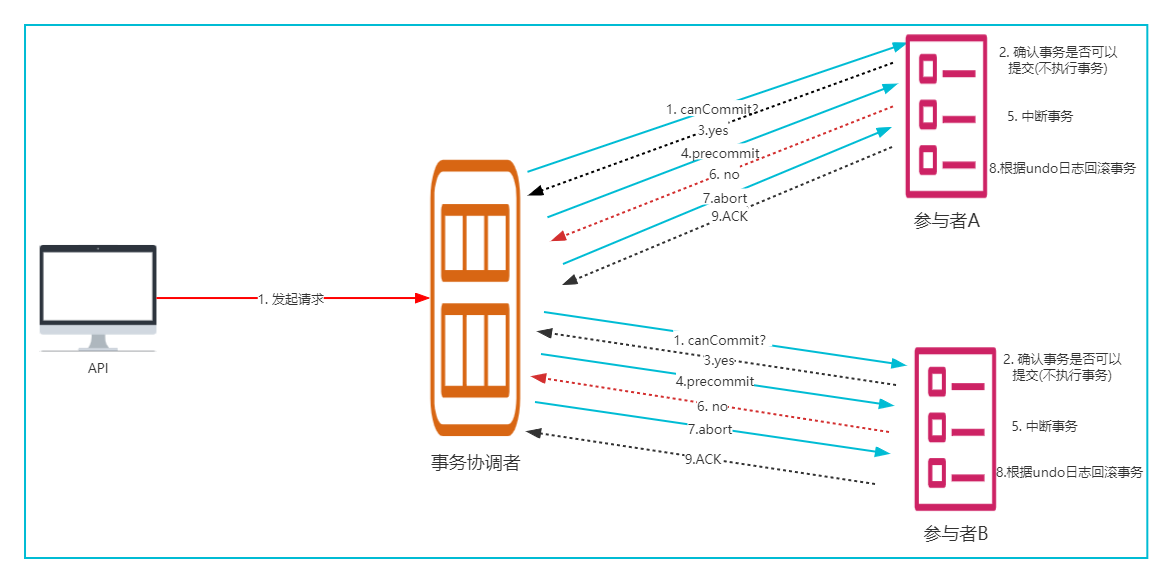 2. 确认事务是否可以
提交(不执行事务)
1. canCommit?
3.yes
5. 中断事务
4.precommit
6. no
8.根据undo日志回滚事务
7.abort
9.ACK
参与者A
1. 发起请求
API
1. canCommit?
3.yes
2. 确认事务是否可以
提交(不执行事务)
4.precommit
6. no
5. 中断事务
7.abort
9.ACK
事务协调者
8.根据undo日志回滚事务
参与者B